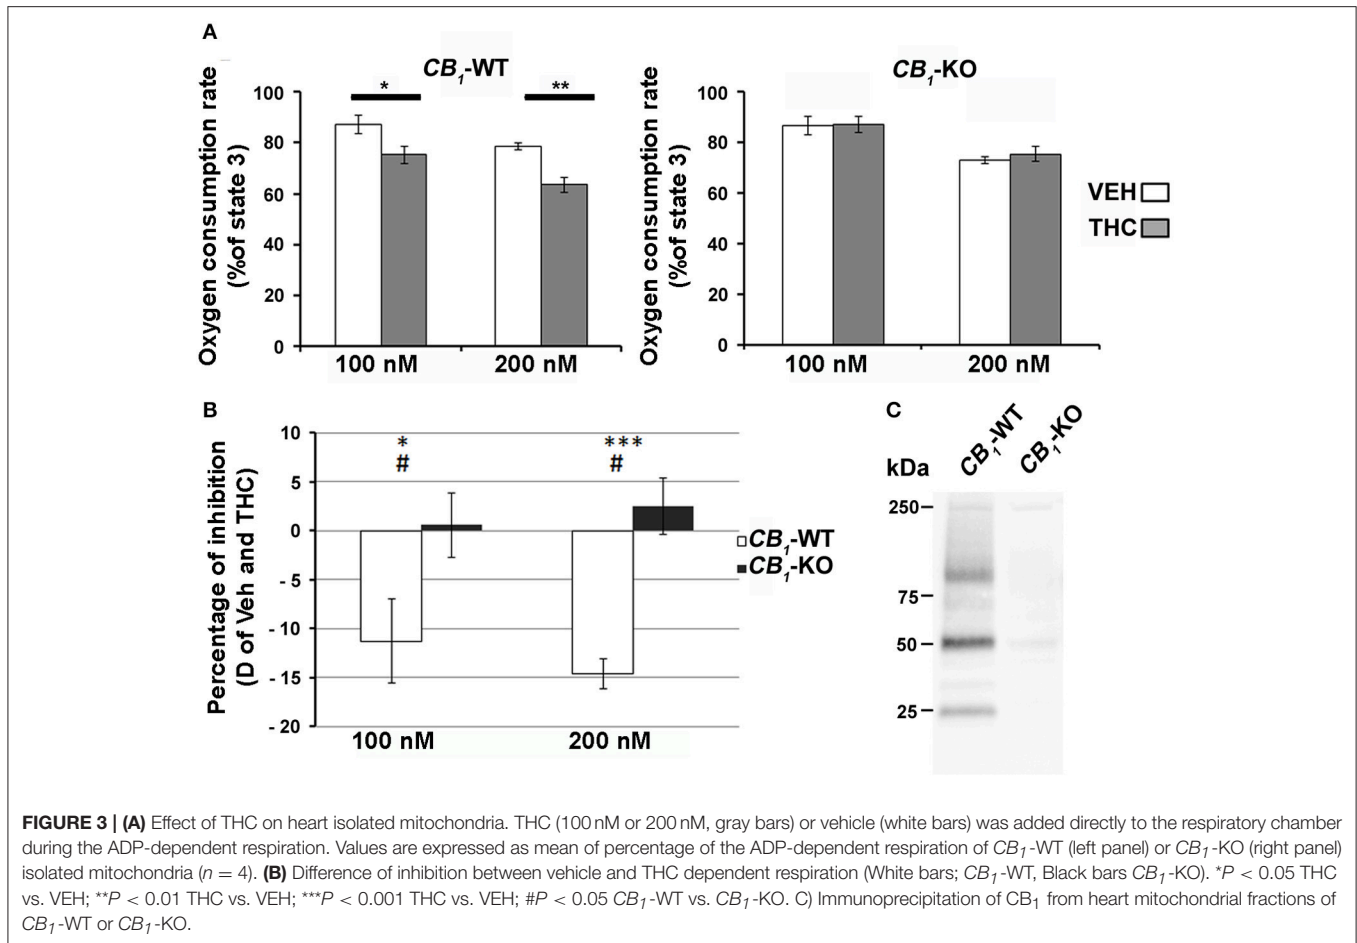 A
CB1-WT
Oxygen consumption rate
(%of state 3)
100
80
60
40
20
0
*
**
100 nM
200 nM
CB1-KO
Oxygen consumption rate
(%of state 3)
100
80
60
40
20
0
100 nM
200 nM
VEH
THC
B
Percentage of inhibition
(D of Veh and THC)
10
5
0
- 5
- 10
- 15
- 20
*
#
***
#
100 nM
200 nM
CB1-WT
CB1-KO
C
kDa
CB1-WT
CB1-KO
250
75
50
25
FIGURE 3 | (A) Effect of THC on heart isolated mitochondria. THC (100 nM or 200 nM, gray bars) or vehicle (white bars) was added directly to the respiratory chamber
during the ADP-dependent respiration. Values are expressed as mean of percentage of the ADP-dependent respiration of CB1-WT (left panel) or CB1-KO (right panel)
isolated mitochondria (n = 4). (B) Difference of inhibition between vehicle and THC dependent respiration (White bars; CB1-WT, Black bars CB1-KO). *P < 0.05 THC
vs. VEH; **P < 0.01 THC vs. VEH; ***P < 0.001 THC vs. VEH; #P < 0.05 CB1-WT vs. CB1-KO. C) Immunoprecipitation of CB1 from heart mitochondrial fractions of
CB1-WT or CB1-KO.